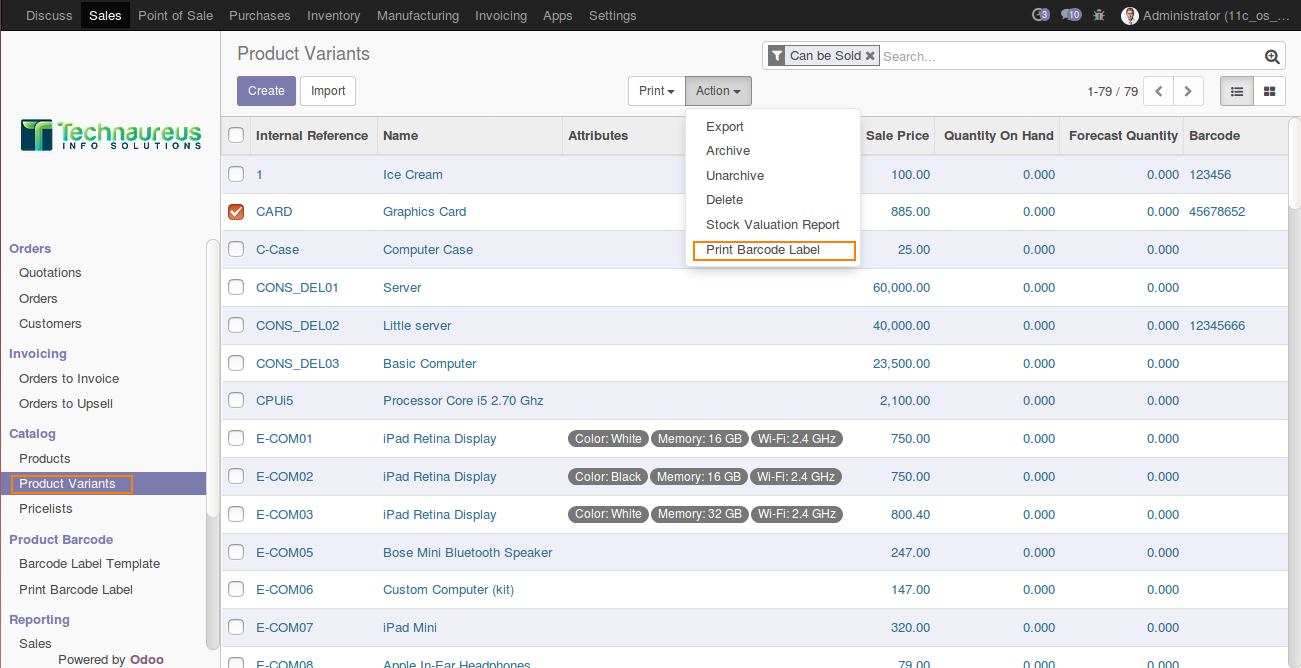 Discuss Sales Point of Sale Purchases Inventory Manufacturing Invoicing Apps Settings 3 10 Administrator (11c_os_...
Product Variants Can be Sold Search...
Create Import Print Action 1-79 / 79
Technaureus
INFO SOLUTIONS
Export
Archive
Unarchive
Delete
Stock Valuation Report
Print Barcode Label
Orders
Quotations
Orders
Customers
Invoicing
Orders to Invoice
Orders to Upsell
Catalog
Products
Product Variants
Pricelists
Product Barcode
Barcode Label Template
Print Barcode Label
Reporting
Sales
Powered by Odoo
Internal Reference Name Attributes Sale Price Quantity On Hand Forecast Quantity Barcode
1 Ice Cream 100.00 0.000 0.000 123456
CARD Graphics Card 885.00 0.000 0.000 45678652
C-Case Computer Case 25.00 0.000 0.000
CONS_DEL01 Server 60,000.00 0.000 0.000
CONS_DEL02 Little server 40,000.00 0.000 0.000 12345666
CONS_DEL03 Basic Computer 23,500.00 0.000 0.000
CPUi5 Processor Core i5 2.70 Ghz 2,100.00 0.000 0.000
E-COM01 iPad Retina Display Color: White Memory: 16 GB Wi-Fi: 2.4 GHz 750.00 0.000 0.000
E-COM02 iPad Retina Display Color: Black Memory: 16 GB Wi-Fi: 2.4 GHz 750.00 0.000 0.000
E-COM03 iPad Retina Display Color: White Memory: 32 GB Wi-Fi: 2.4 GHz 800.40 0.000 0.000
E-COM05 Bose Mini Bluetooth Speaker 247.00 0.000 0.000
E-COM06 Custom Computer (kit) 147.00 0.000 0.000
E-COM07 iPad Mini 320.00 0.000 0.000
E-COM08 Apple In-Ear Headphones 79.00 0.000 0.000